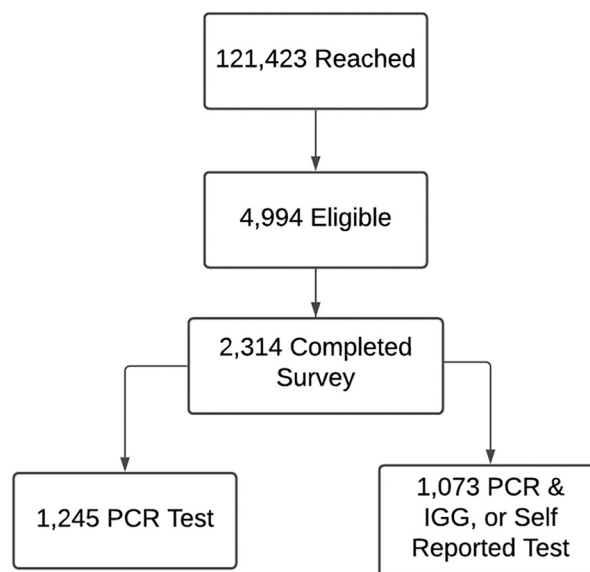 121,423 Reached
4,994 Eligible
2,314 Completed
Survey
1,245 PCR Test
1,073 PCR &
IGG, or Self
Reported Test